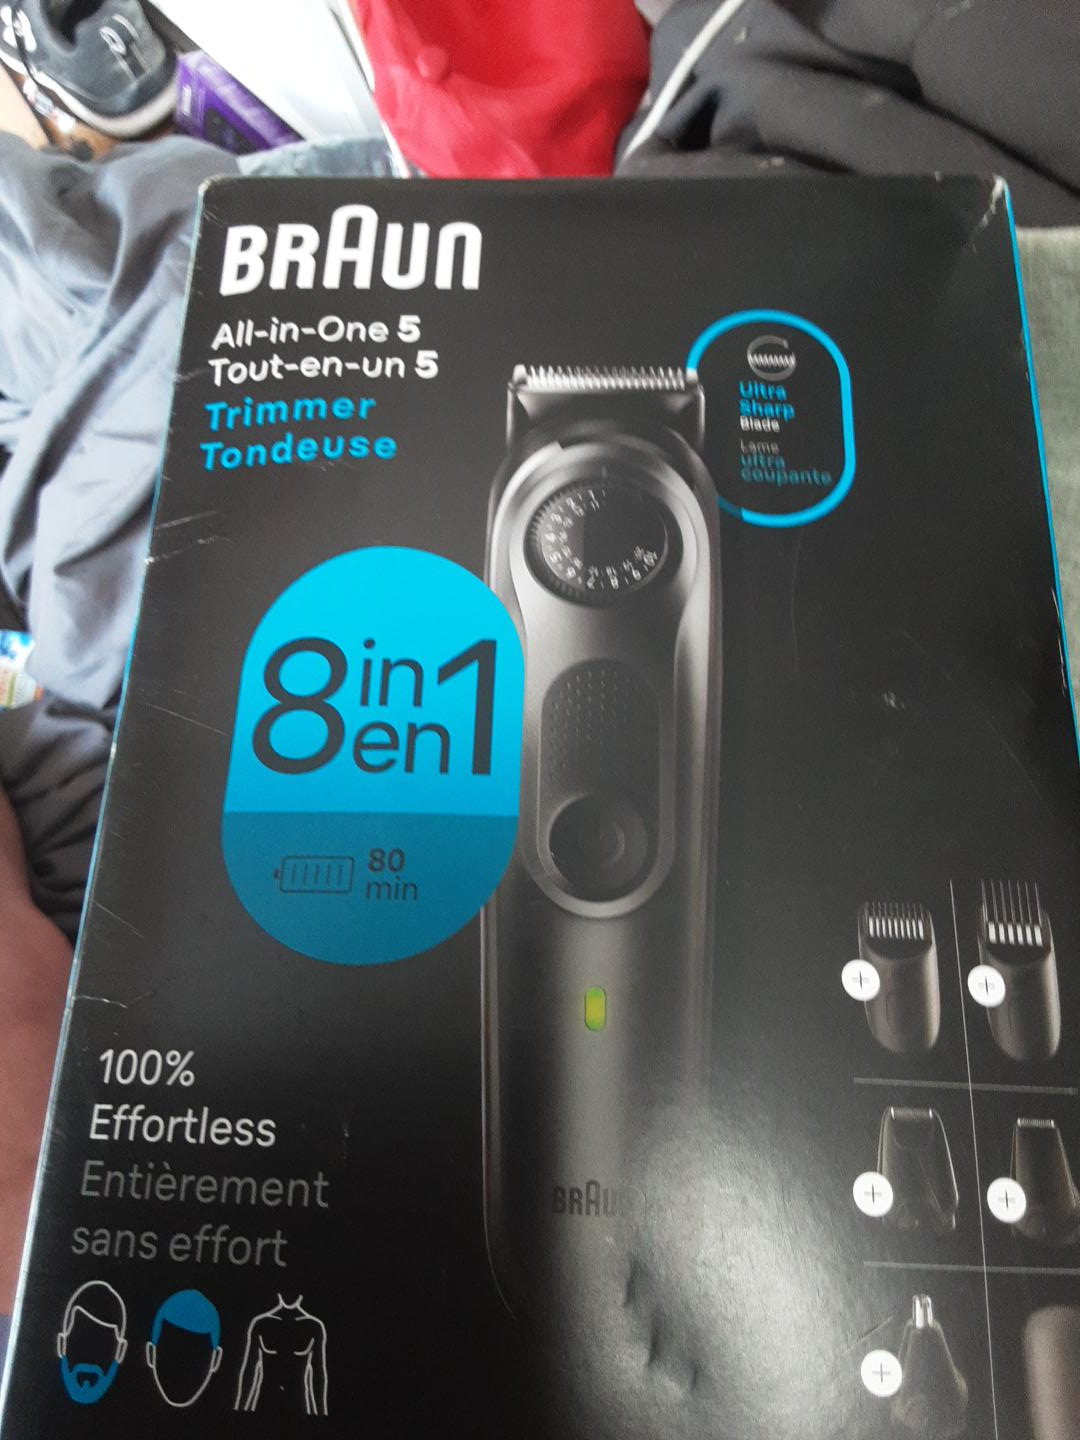 BRAUN
All-in-One 5
Tout-en-un 5
Trimmer
Tondeuse
Ultra
Sharp
Blade
Lame
ultra
coupante
8 in 1
en
80
min
100%
Effortless
Entièrement
sans effort
BRAU